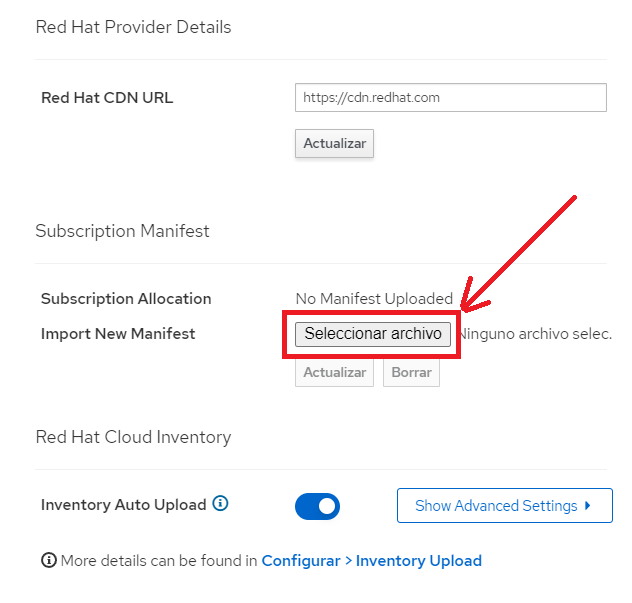 Red Hat Provider Details
Red Hat CDN URL https://cdn.redhat.com
Actualizar
Subscription Manifest
Subscription Allocation No Manifest Uploaded
Import New Manifest Seleccionar archivo Ninguno archivo selec.
Actualizar Borrar
Red Hat Cloud Inventory
Inventory Auto Upload Show Advanced Settings
More details can be found in Configurar > Inventory Upload